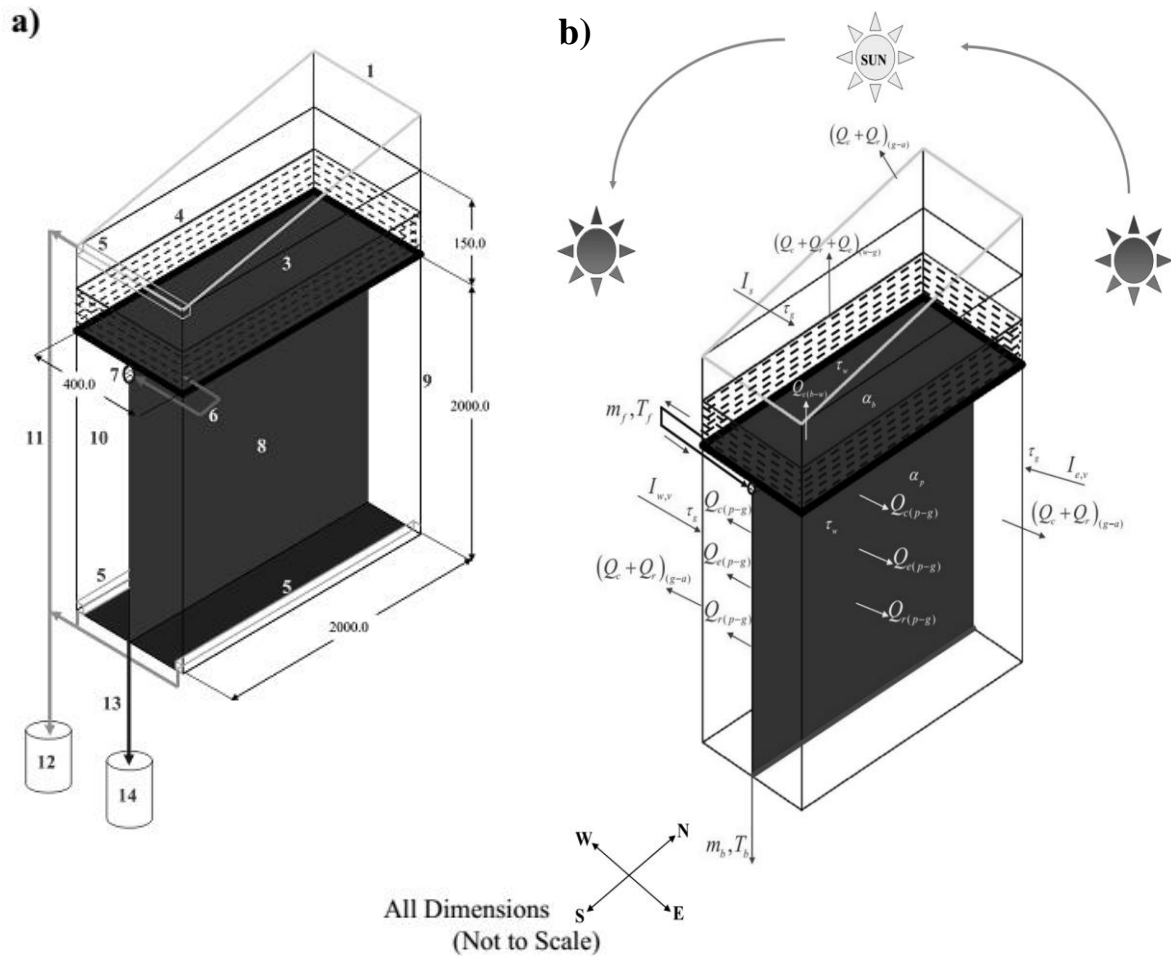 a)
1
5
4
3
150.0
7
400.0
6
9
2000.0
11
10
8
5
5
2000.0
13
12
14
b)
SUN
(Q_c + Q_r)_(g-a)
(Q_c + Q_r + Q_e)_(w-g)
I_s
τ_g
τ_w
Q_c(b-w)
α_b
m_f, T_f
α_p
τ_g
I_e,v
I_w,v
τ_g
Q_c(p-g)
τ_w
Q_c(p-g)
(Q_c + Q_r)_(g-a)
Q_e(p-g)
Q_e(p-g)
(Q_c + Q_r)_(g-a)
Q_r(p-g)
Q_r(p-g)
m_b, T_b
W
N
S
E
All Dimensions
(Not to Scale)